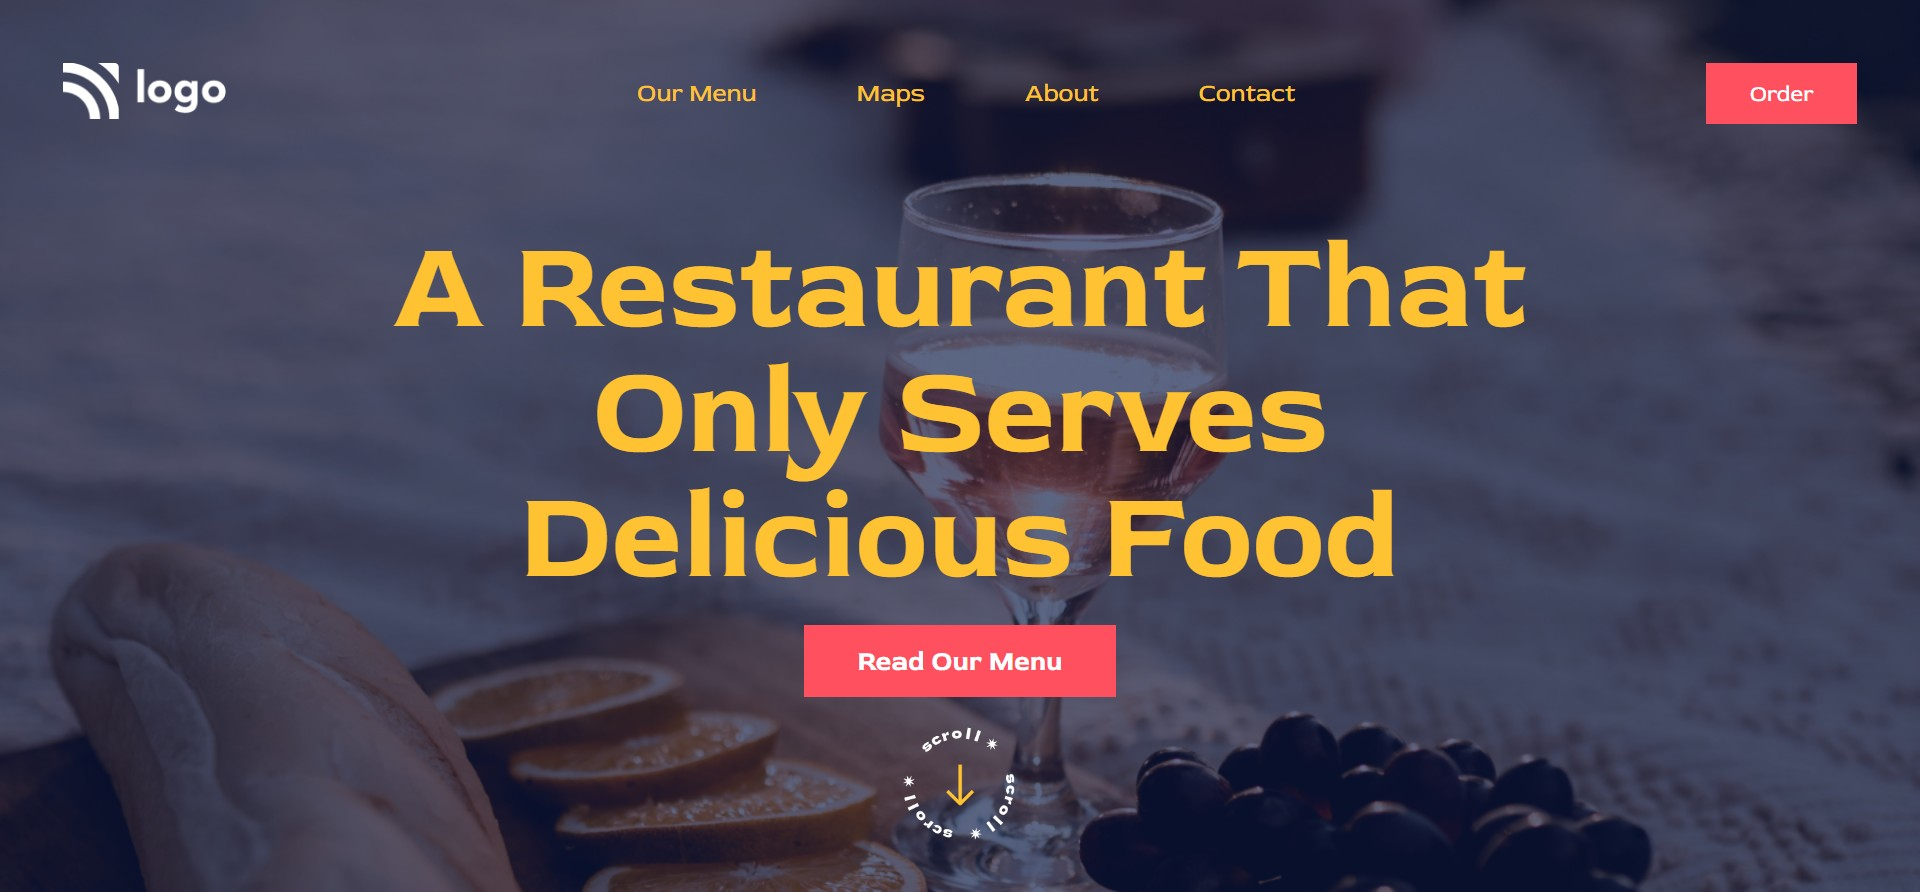 logo
Our Menu
Maps
About
Contact
Order
A Restaurant That
Only Serves
Delicious Food
Read Our Menu
scroll ✷ scroll ✷ scroll ✷